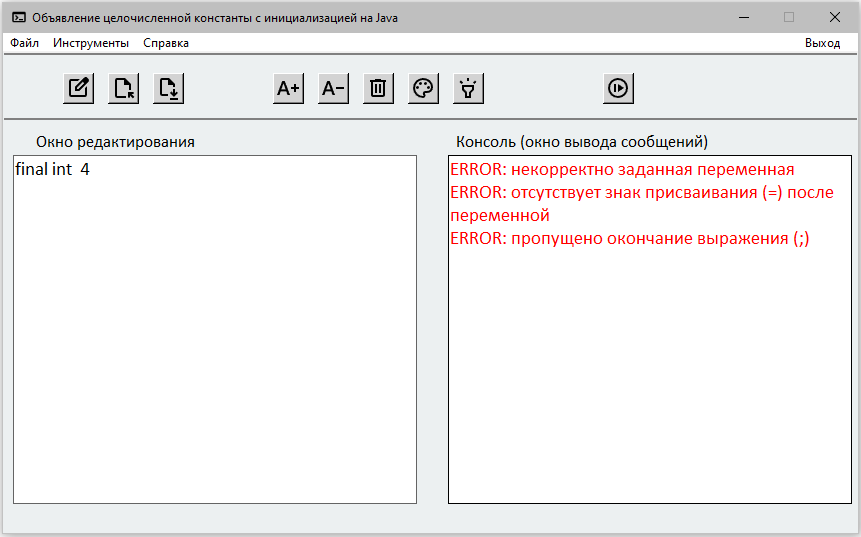 Объявление целочисленной константы с инициализацией на Java
Файл Инструменты Справка Выход
A+ A−
Окно редактирования
Консоль (окно вывода сообщений)
final int  4
ERROR: некорректно заданная переменная
ERROR: отсутствует знак присваивания (=) после
переменной
ERROR: пропущено окончание выражения (;)